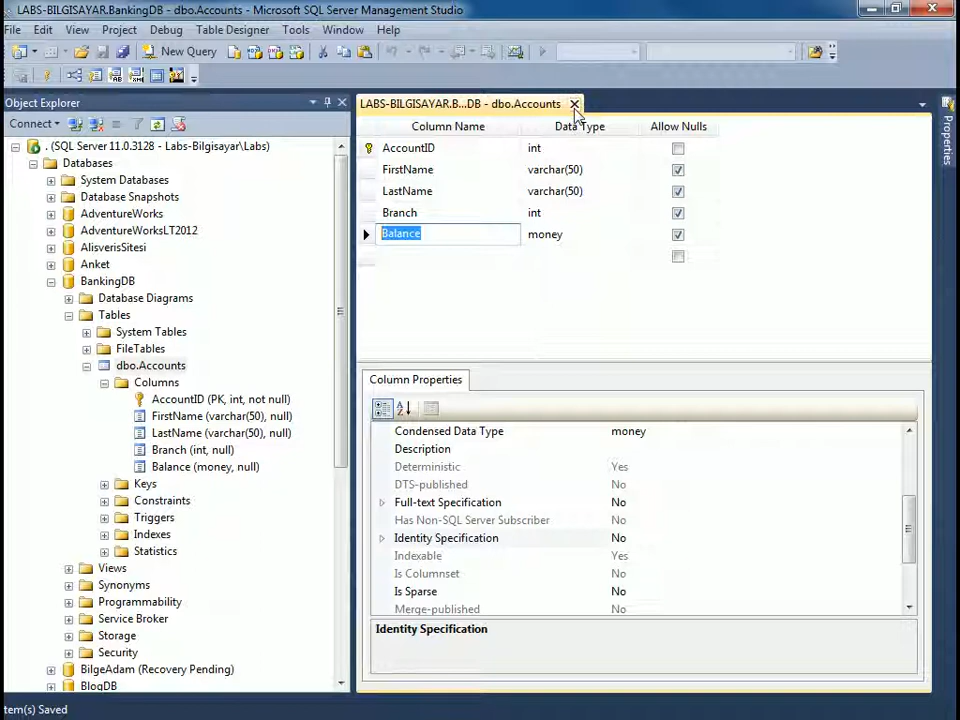 LABS-BILGISAYAR.BankingDB - dbo.Accounts - Microsoft SQL Server Management Studio
File Edit View Project Debug Table Designer Tools Window Help
New Query
Object Explorer
Connect
. (SQL Server 11.0.3128 - Labs-Bilgisayar\Labs)
Databases
System Databases
Database Snapshots
AdventureWorks
AdventureWorksLT2012
AlisverisSitesi
Anket
BankingDB
Database Diagrams
Tables
System Tables
FileTables
dbo.Accounts
Columns
AccountID (PK, int, not null)
FirstName (varchar(50), null)
LastName (varchar(50), null)
Branch (int, null)
Balance (money, null)
Keys
Constraints
Triggers
Indexes
Statistics
Views
Synonyms
Programmability
Service Broker
Storage
Security
BilgeAdam (Recovery Pending)
BlogDB
LABS-BILGISAYAR.B...DB - dbo.Accounts
Column Name Data Type Allow Nulls
AccountID int
FirstName varchar(50)
LastName varchar(50)
Branch int
Balance money
Column Properties
Condensed Data Type money
Description
Deterministic Yes
DTS-published No
Full-text Specification No
Has Non-SQL Server Subscriber No
Identity Specification No
Indexable Yes
Is Columnset No
Is Sparse No
Merge-published No
Identity Specification
Properties
tem(s) Saved